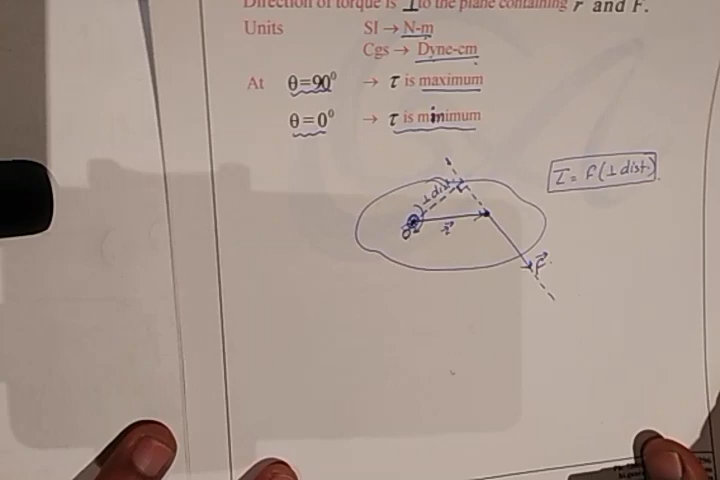 Direction of torque is ⊥ to the plane containing r and F.
Units SI → N-m
Cgs → Dyne-cm
At θ=90° → τ is maximum
θ=0° → τ is minimum
τ = F(⊥ dist)
⊥ dist
O
r⃗
F⃗